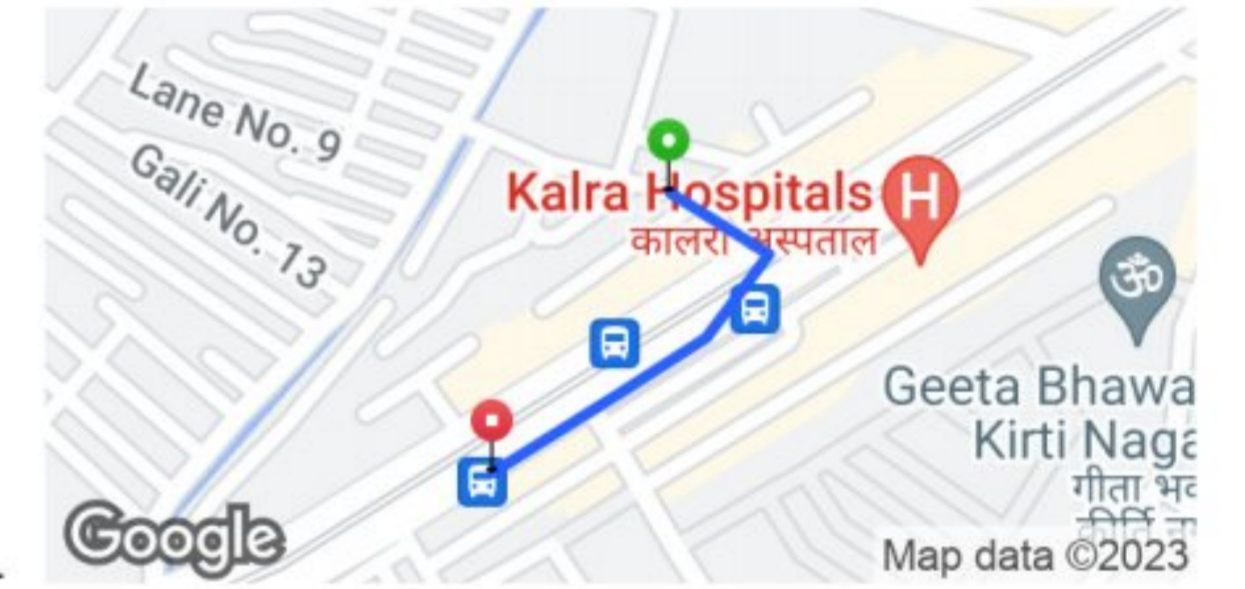 Lane No. 9
Gali No. 13
Kalra Hospitals
कालरा अस्पताल
H
ॐ
Geeta Bhawa
Kirti Naga
गीता भव
कीर्ति न
Google
Map data ©2023